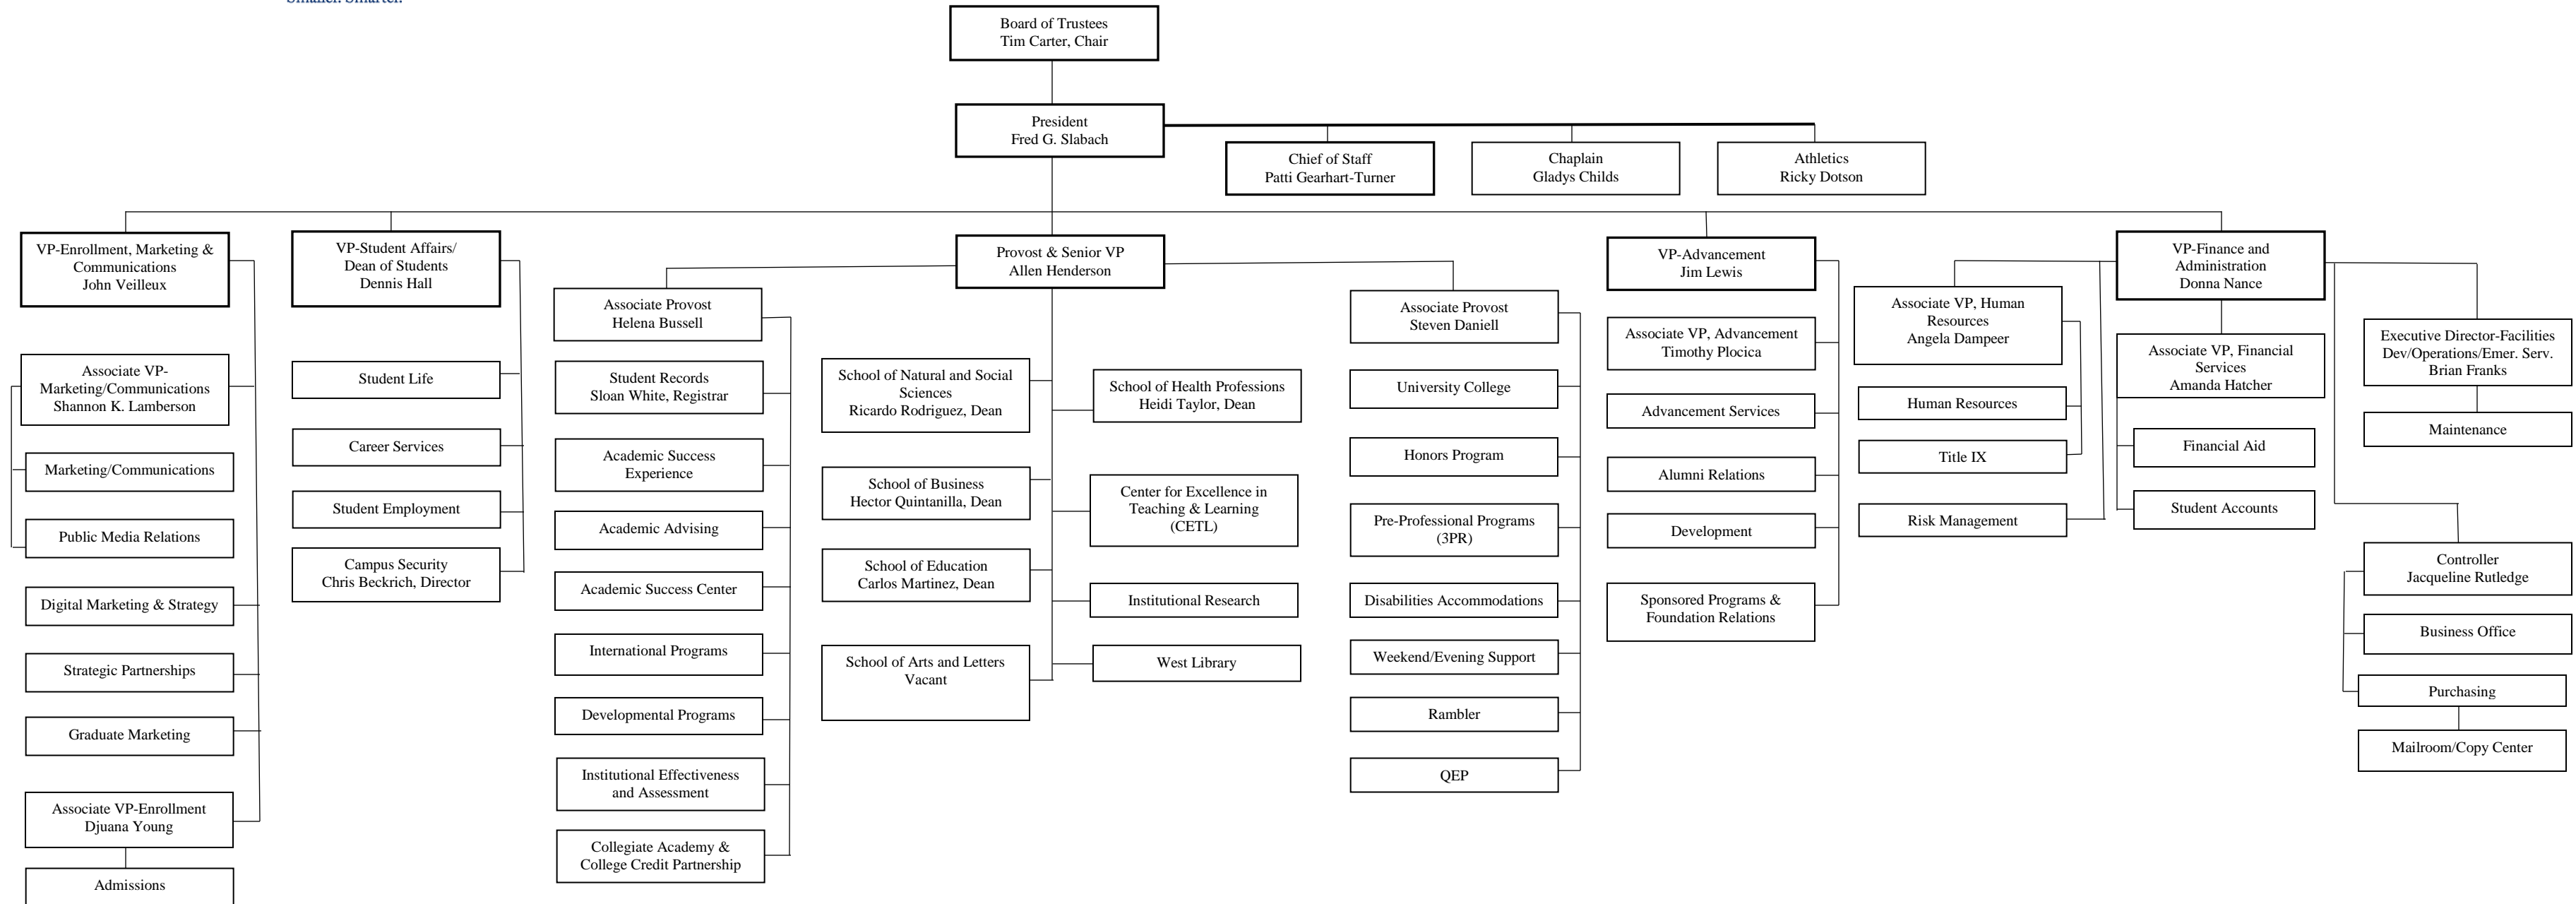 Smaller. Smarter.
Board of Trustees
Tim Carter, Chair
President
Fred G. Slabach
Chief of Staff
Patti Gearhart-Turner
Chaplain
Gladys Childs
Athletics
Ricky Dotson
VP-Enrollment, Marketing &
Communications
John Veilleux
Associate VP-
Marketing/Communications
Shannon K. Lamberson
Marketing/Communications
Public Media Relations
Digital Marketing & Strategy
Strategic Partnerships
Graduate Marketing
Associate VP-Enrollment
Djuana Young
Admissions
VP-Student Affairs/
Dean of Students
Dennis Hall
Student Life
Career Services
Student Employment
Campus Security
Chris Beckrich, Director
Provost & Senior VP
Allen Henderson
Associate Provost
Helena Bussell
Student Records
Sloan White, Registrar
Academic Success
Experience
Academic Advising
Academic Success Center
International Programs
Developmental Programs
Institutional Effectiveness
and Assessment
Collegiate Academy &
College Credit Partnership
School of Natural and Social
Sciences
Ricardo Rodriguez, Dean
School of Business
Hector Quintanilla, Dean
School of Education
Carlos Martinez, Dean
School of Arts and Letters
Vacant
School of Health Professions
Heidi Taylor, Dean
Center for Excellence in
Teaching & Learning
(CETL)
Institutional Research
West Library
Associate Provost
Steven Daniell
University College
Honors Program
Pre-Professional Programs
(3PR)
Disabilities Accommodations
Weekend/Evening Support
Rambler
QEP
VP-Advancement
Jim Lewis
Associate VP, Advancement
Timothy Plocica
Advancement Services
Alumni Relations
Development
Sponsored Programs &
Foundation Relations
VP-Finance and
Administration
Donna Nance
Associate VP, Human
Resources
Angela Dampeer
Human Resources
Title IX
Risk Management
Associate VP, Financial
Services
Amanda Hatcher
Financial Aid
Student Accounts
Executive Director-Facilities
Dev/Operations/Emer. Serv.
Brian Franks
Maintenance
Controller
Jacqueline Rutledge
Business Office
Purchasing
Mailroom/Copy Center